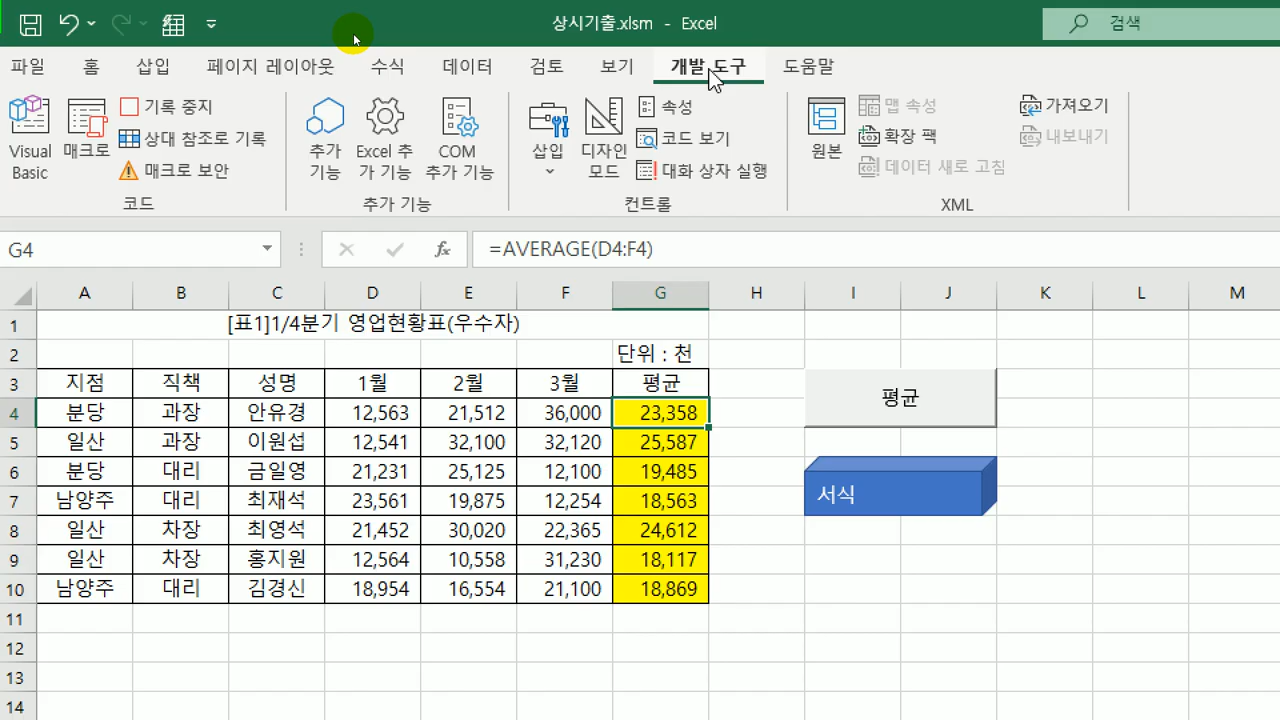 상시기출.xlsm - Excel
검색
파일 홈 삽입 페이지 레이아웃 수식 데이터 검토 보기 개발 도구 도움말
Visual Basic
매크로
기록 중지
상대 참조로 기록
매크로 보안
코드
추가 기능
Excel 추가 기능
COM 추가 기능
추가 기능
삽입
디자인 모드
속성
코드 보기
대화 상자 실행
컨트롤
원본
맵 속성
확장 팩
데이터 새로 고침
가져오기
내보내기
XML
G4 fx =AVERAGE(D4:F4)
A B C D E F G H I J K L M
1 [표1]1/4분기 영업현황표(우수자)
2 단위 : 천
3 지점 직책 성명 1월 2월 3월 평균
4 분당 과장 안유경 12,563 21,512 36,000 23,358
5 일산 과장 이원섭 12,541 32,100 32,120 25,587
6 분당 대리 금일영 21,231 25,125 12,100 19,485
7 남양주 대리 최재석 23,561 19,875 12,254 18,563
8 일산 차장 최영석 21,452 30,020 22,365 24,612
9 일산 차장 홍지원 12,564 10,558 31,230 18,117
10 남양주 대리 김경신 18,954 16,554 21,100 18,869
11
12
13
14
평균
서식